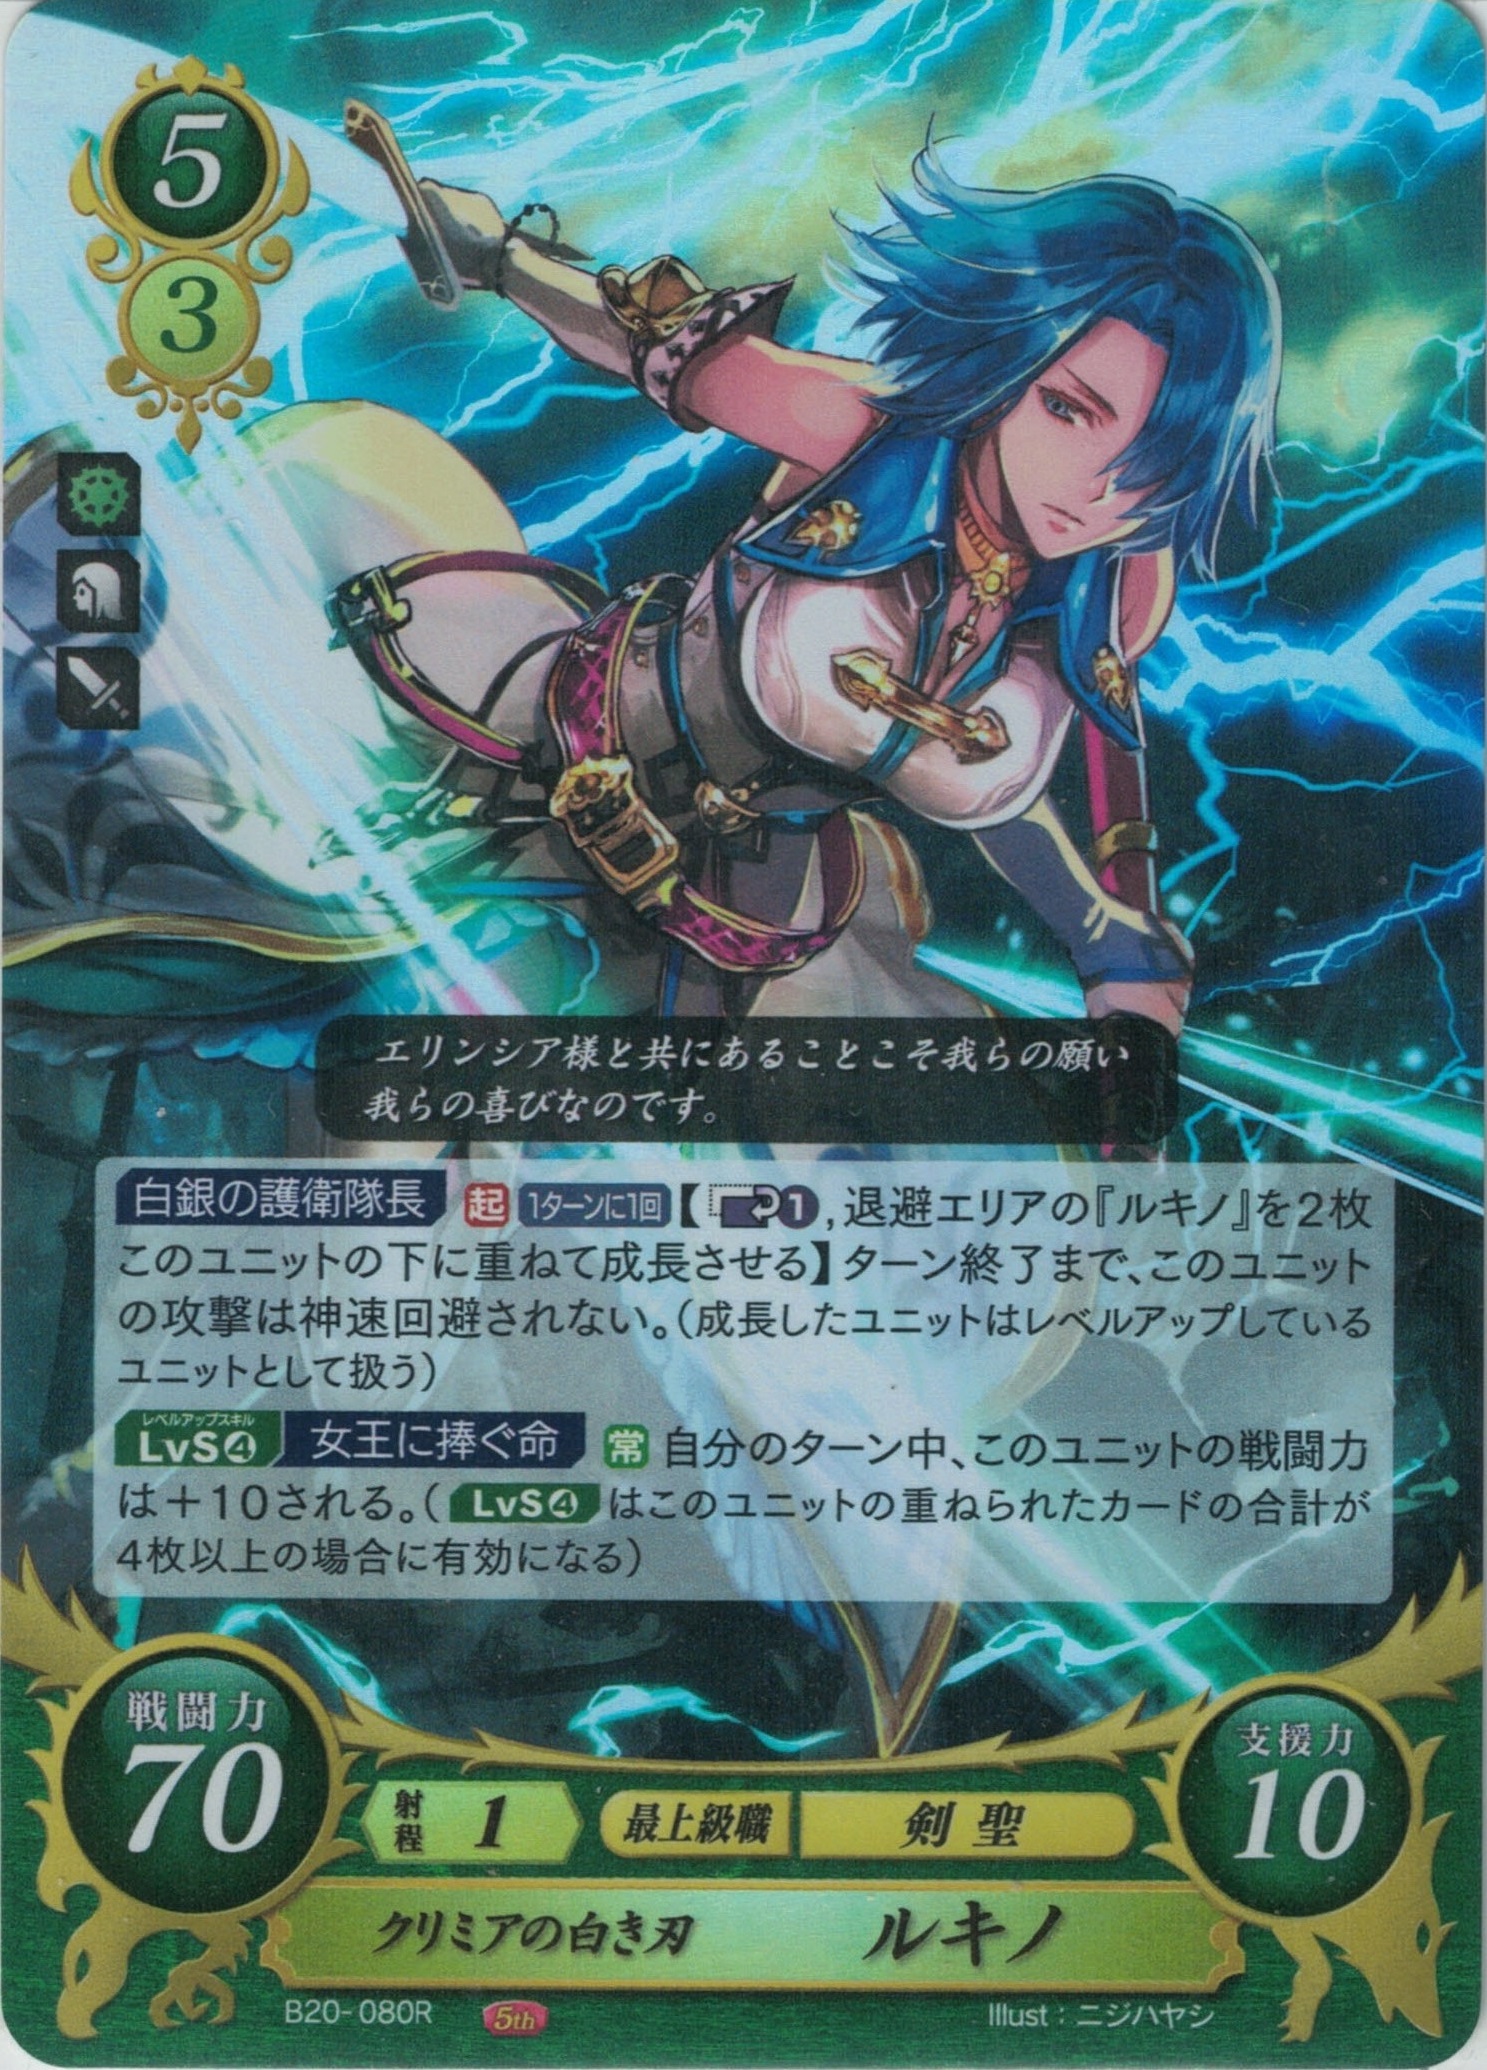 5
3
エリンシア様と共にあることこそ我らの願い
我らの喜びなのです。
白銀の護衛隊長 起 1ターンに1回【1,退避エリアの『ルキノ』を2枚
このユニットの下に重ねて成長させる】ターン終了まで、このユニット
の攻撃は神速回避されない。（成長したユニットはレベルアップしている
ユニットとして扱う）
レベルアップスキル
LvS4 女王に捧ぐ命 常 自分のターン中、このユニットの戦闘力
は＋10される。（LvS4はこのユニットの重ねられたカードの合計が
4枚以上の場合に有効になる）
戦闘力
70
射程 1 最上級職 剣聖
支援力
10
クリミアの白き刃 ルキノ
B20-080R 5th Illust：ニジハヤシ